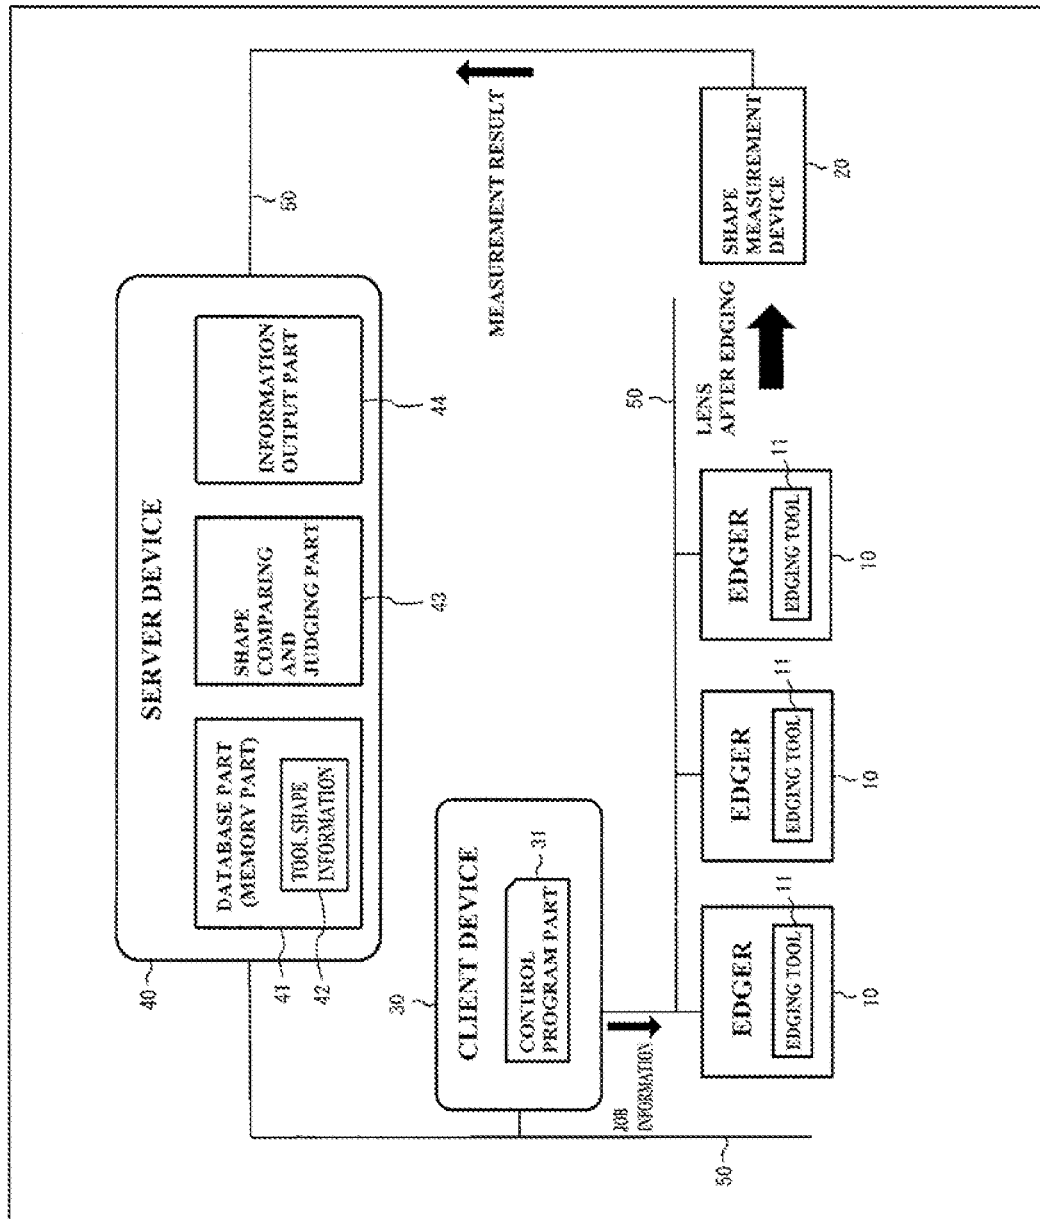 SERVER DEVICE
40
DATABASE PART
(MEMORY PART)
TOOL SHAPE
INFORMATION
41
42
SHAPE
COMPARING
AND
JUDGING PART
43
INFORMATION
OUTPUT PART
44
50
MEASUREMENT RESULT
CLIENT DEVICE
30
CONTROL
PROGRAM PART
31
JOB
INFORMATION
50
EDGER
EDGING TOOL
11
10
EDGER
EDGING TOOL
11
10
EDGER
EDGING TOOL
11
10
50
LENS
AFTER EDGING
SHAPE
MEASUREMENT
DEVICE
20